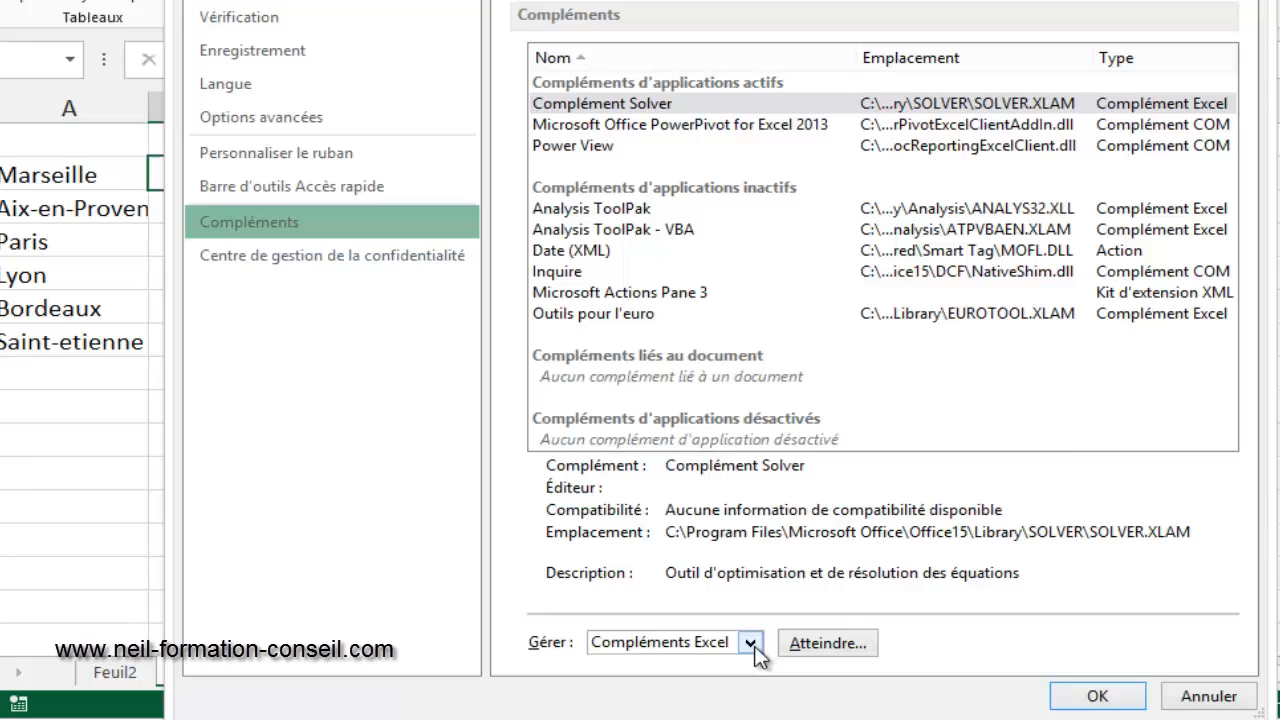 Tableaux
A
Marseille
Aix-en-Proven
Paris
Lyon
Bordeaux
Saint-etienne
Feuil2
www.neil-formation-conseil.com
Vérification
Enregistrement
Langue
Options avancées
Personnaliser le ruban
Barre d'outils Accès rapide
Compléments
Centre de gestion de la confidentialité
Compléments
Nom Emplacement Type
Compléments d'applications actifs
Complément Solver C:\...ry\SOLVER\SOLVER.XLAM Complément Excel
Microsoft Office PowerPivot for Excel 2013 C:\...rPivotExcelClientAddIn.dll Complément COM
Power View C:\...ocReportingExcelClient.dll Complément COM
Compléments d'applications inactifs
Analysis ToolPak C:\...y\Analysis\ANALYS32.XLL Complément Excel
Analysis ToolPak - VBA C:\...nalysis\ATPVBAEN.XLAM Complément Excel
Date (XML) C:\...red\Smart Tag\MOFL.DLL Action
Inquire C:\...ice15\DCF\NativeShim.dll Complément COM
Microsoft Actions Pane 3 Kit d'extension XML
Outils pour l'euro C:\...Library\EUROTOOL.XLAM Complément Excel
Compléments liés au document
Aucun complément lié à un document
Compléments d'applications désactivés
Aucun complément d'application désactivé
Complément : Complément Solver
Éditeur :
Compatibilité : Aucune information de compatibilité disponible
Emplacement : C:\Program Files\Microsoft Office\Office15\Library\SOLVER\SOLVER.XLAM
Description : Outil d'optimisation et de résolution des équations
Gérer : Compléments Excel Atteindre...
OK Annuler